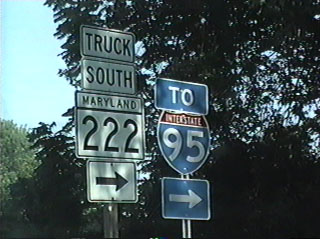 TRUCK
SOUTH
MARYLAND
222
TO
INTERSTATE
95